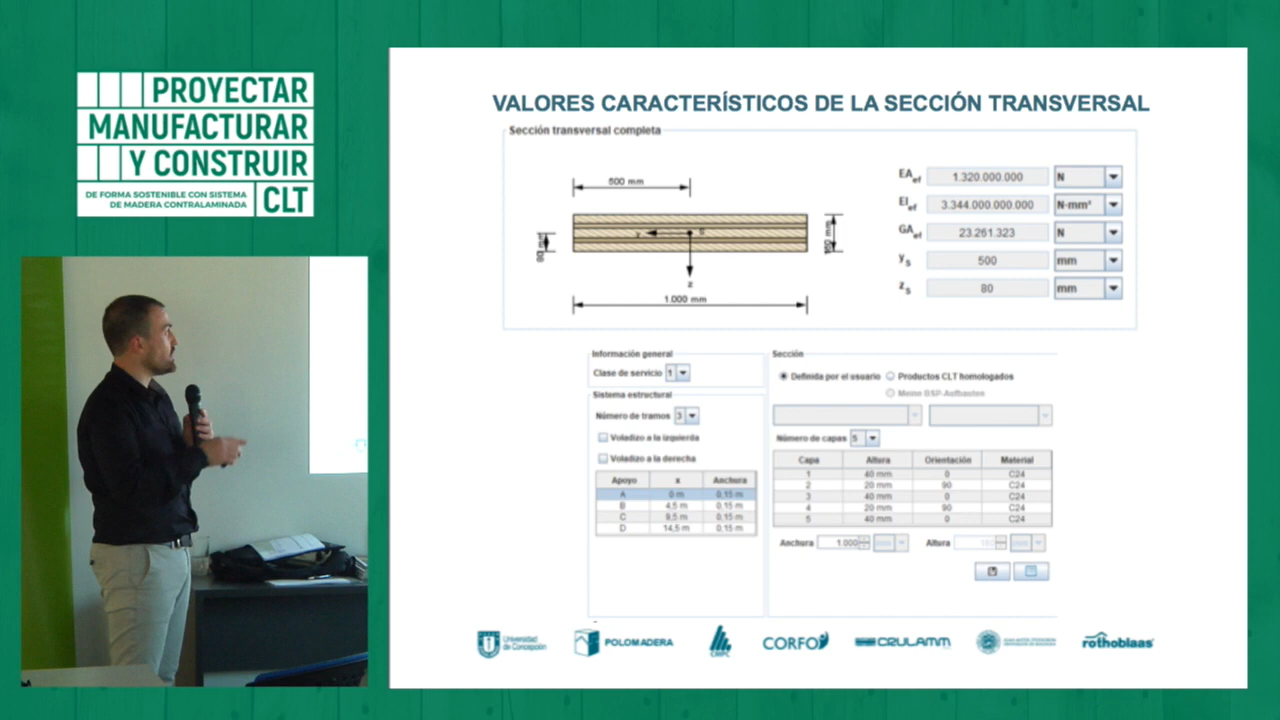 PROYECTAR
MANUFACTURAR
Y CONSTRUIR
DE FORMA SOSTENIBLE CON SISTEMA
DE MADERA CONTRALAMINADA
CLT
VALORES CARACTERÍSTICOS DE LA SECCIÓN TRANSVERSAL
Sección transversal completa
500 mm
y s
z
1.000 mm
EA ef 1.320.000.000 N
EI ef 3.344.000.000.000 N·mm²
GA ef 23.261.323 N
y s 500 mm
z s 80 mm
Información general
Clase de servicio 1
Sistema estructural
Número de tramos 3
Voladizo a la izquierda
Voladizo a la derecha
Apoyo x Anchura
A 0 m 0,15 m
B 4,5 m 0,15 m
C 9,5 m 0,15 m
D 14,5 m 0,15 m
Sección
Definida por el usuario Productos CLT homologados
Meine BSP-Aufbauten
Número de capas 5
Capa Altura Orientación Material
1 40 mm 0 C24
2 20 mm 90 C24
3 40 mm 0 C24
4 20 mm 90 C24
5 40 mm 0 C24
Anchura 1.000 Altura
Universidad
de Concepción
POLOMADERA
CMPC
CORFO
CRULAMM
rothoblaas